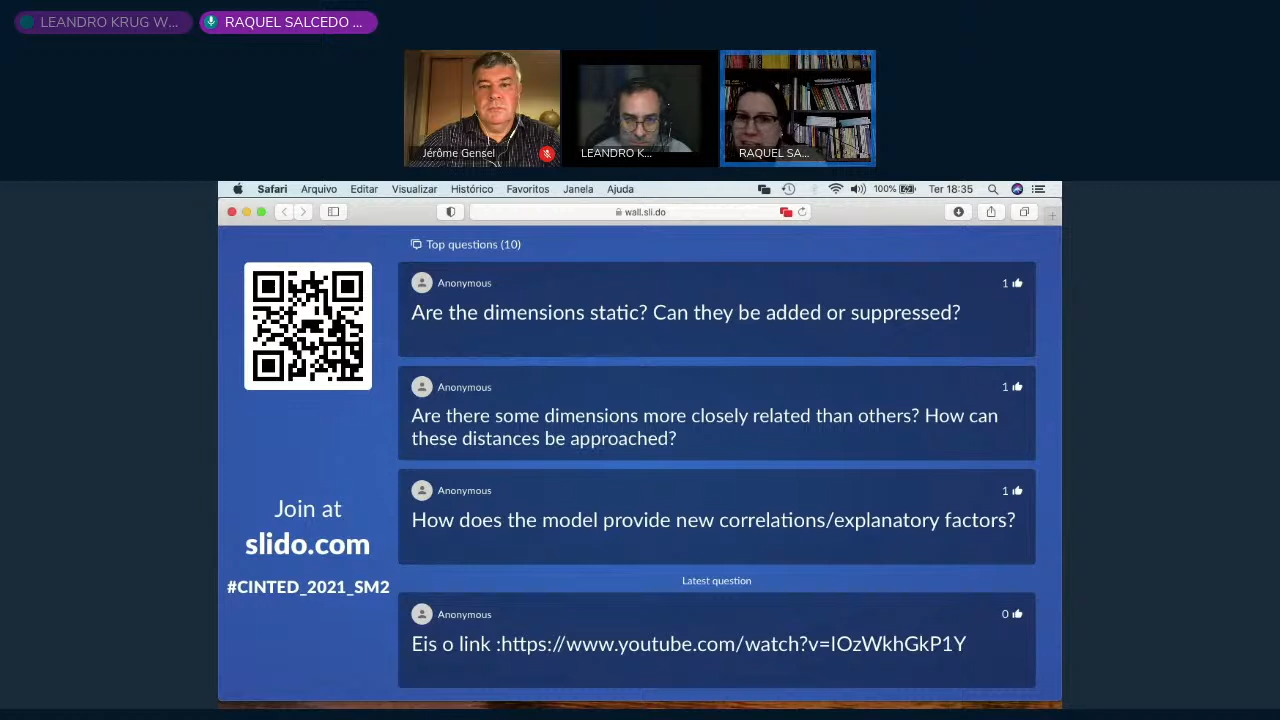 LEANDRO KRUG W...
RAQUEL SALCEDO ...
Jérôme Gensel
LEANDRO K...
RAQUEL SA...
Safari Arquivo Editar Visualizar Histórico Favoritos Janela Ajuda 100% Ter 18:35
wall.sli.do
Top questions (10)
Anonymous 1
Are the dimensions static? Can they be added or suppressed?
Anonymous 1
Are there some dimensions more closely related than others? How can
these distances be approached?
Anonymous 1
How does the model provide new correlations/explanatory factors?
Latest question
Anonymous 0
Eis o link :https://www.youtube.com/watch?v=IOzWkhGkP1Y
Join at
slido.com
#CINTED_2021_SM2